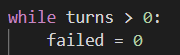 while turns > 0:
    failed = 0